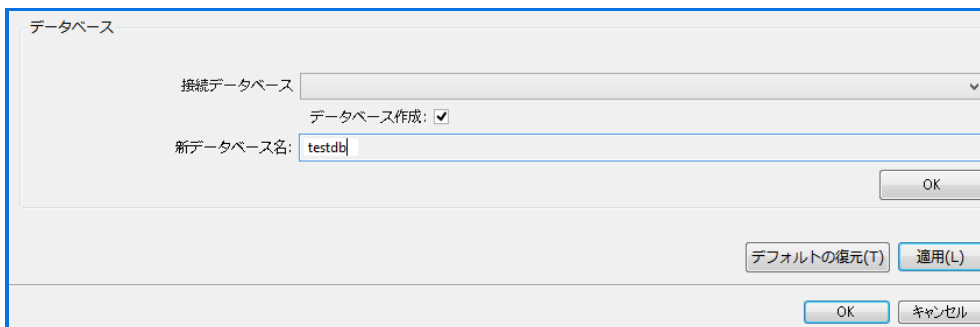 データベース
接続データベース
データベース作成:
新データベース名: testdb
OK
デフォルトの復元(T) 適用(L)
OK キャンセル